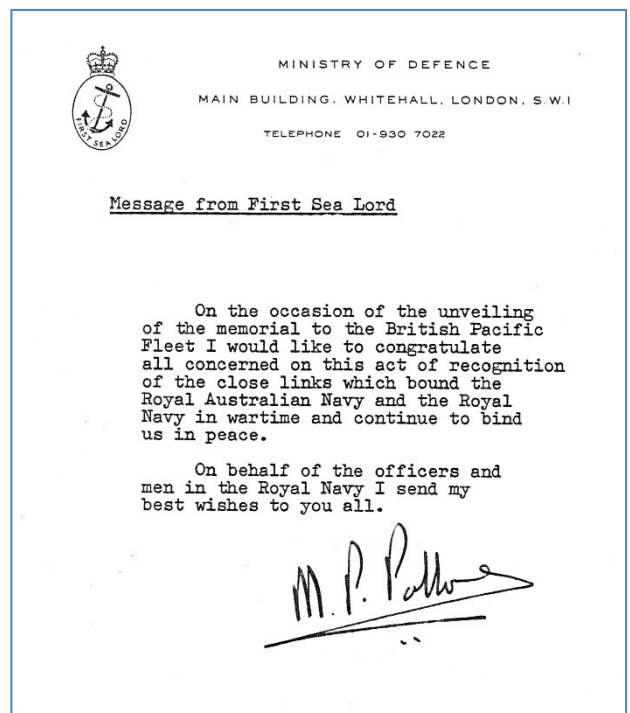 MINISTRY OF DEFENCE
MAIN BUILDING, WHITEHALL, LONDON, S.W.1
TELEPHONE 01-930 7022
FIRST SEA LORD
Message from First Sea Lord
On the occasion of the unveiling
of the memorial to the British Pacific
Fleet I would like to congratulate
all concerned on this act of recognition
of the close links which bound the
Royal Australian Navy and the Royal
Navy in wartime and continue to bind
us in peace.
On behalf of the officers and
men in the Royal Navy I send my
best wishes to you all.
M. P.